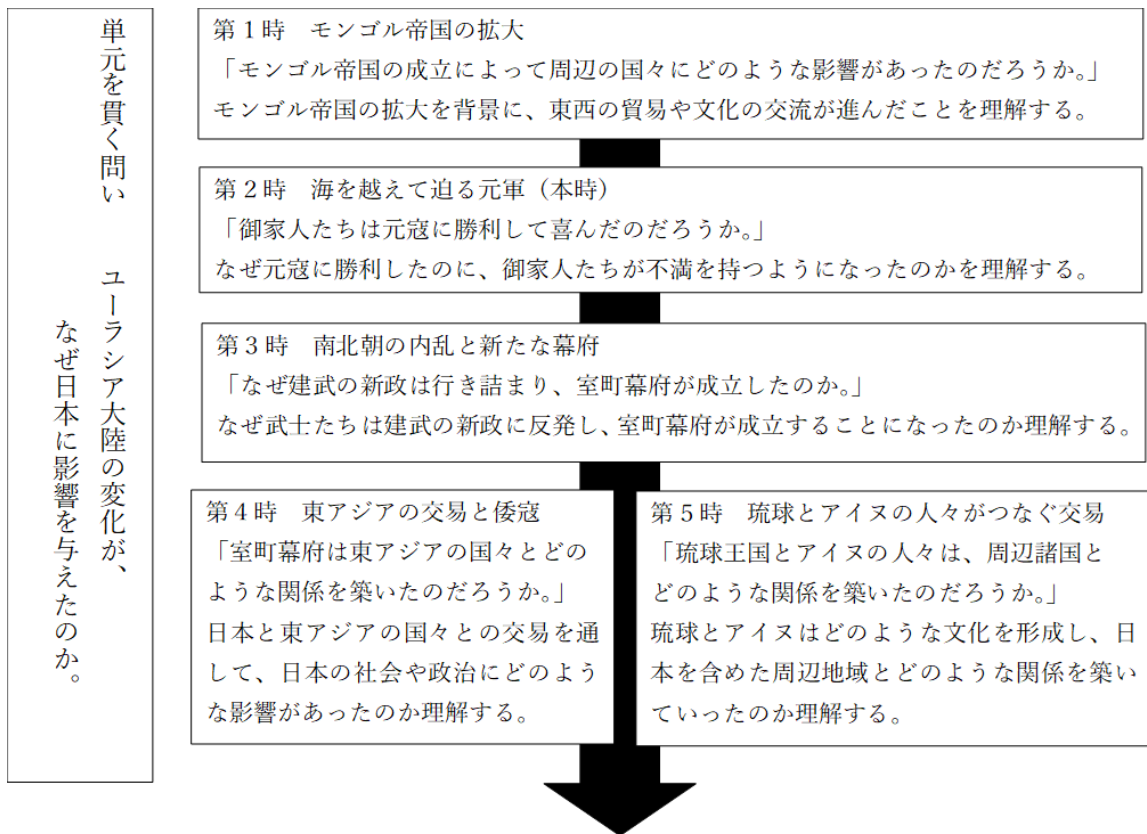 単元を貫く問い　　ユーラシア大陸の変化が、
なぜ日本に影響を与えたのか。
第１時　モンゴル帝国の拡大
「モンゴル帝国の成立によって周辺の国々にどのような影響があったのだろうか。」
モンゴル帝国の拡大を背景に、東西の貿易や文化の交流が進んだことを理解する。
第２時　海を越えて迫る元軍（本時）
「御家人たちは元寇に勝利して喜んだのだろうか。」
なぜ元寇に勝利したのに、御家人たちが不満を持つようになったのかを理解する。
第３時　南北朝の内乱と新たな幕府
「なぜ建武の新政は行き詰まり、室町幕府が成立したのか。」
なぜ武士たちは建武の新政に反発し、室町幕府が成立することになったのか理解する。
第４時　東アジアの交易と倭寇
「室町幕府は東アジアの国々とどの
ような関係を築いたのだろうか。」
日本と東アジアの国々との交易を通
して、日本の社会や政治にどのよう
な影響があったのか理解する。
第５時　琉球とアイヌの人々がつなぐ交易
「琉球王国とアイヌの人々は、周辺諸国と
どのような関係を築いたのだろうか。」
琉球とアイヌはどのような文化を形成し、日
本を含めた周辺地域とどのような関係を築い
ていったのか理解する。